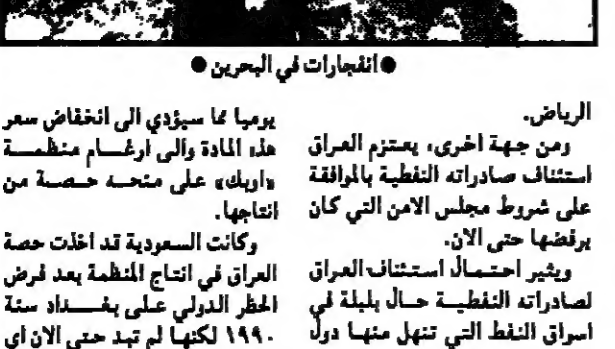 ● انفجارات في البحرين ●
الرياض.
ومن جهة اخرى، يعتزم العراق
استئناف صادراته النفطية بالموافقة
على شروط مجلس الامن التي كان
يرفضها حتى الان.
ويثير احتمال استئناف العراق
لصادراته النفطية حال بلبلة في
اسواق النفط التي تنهل منها دول
يوميا مما سيؤدي الى انخفاض سعر
هذه المادة والى ارغام منظمة
«اوبك» على منحه حصة من
انتاجها.
وكانت السعودية قد اخذت حصة
العراق في انتاج المنظمة بعد فرض
الحظر الدولي على بغداد سنة
١٩٩٠ لكنها لم تبد حتى الان اي